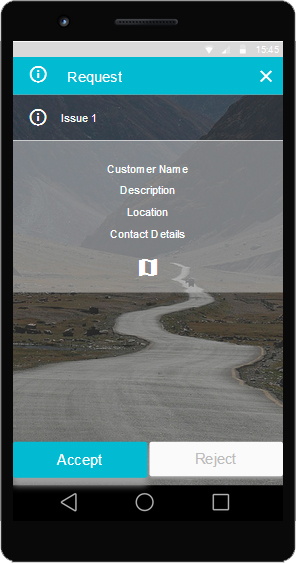 15:45
Request
Issue 1
Customer Name
Description
Location
Contact Details
Accept
Reject